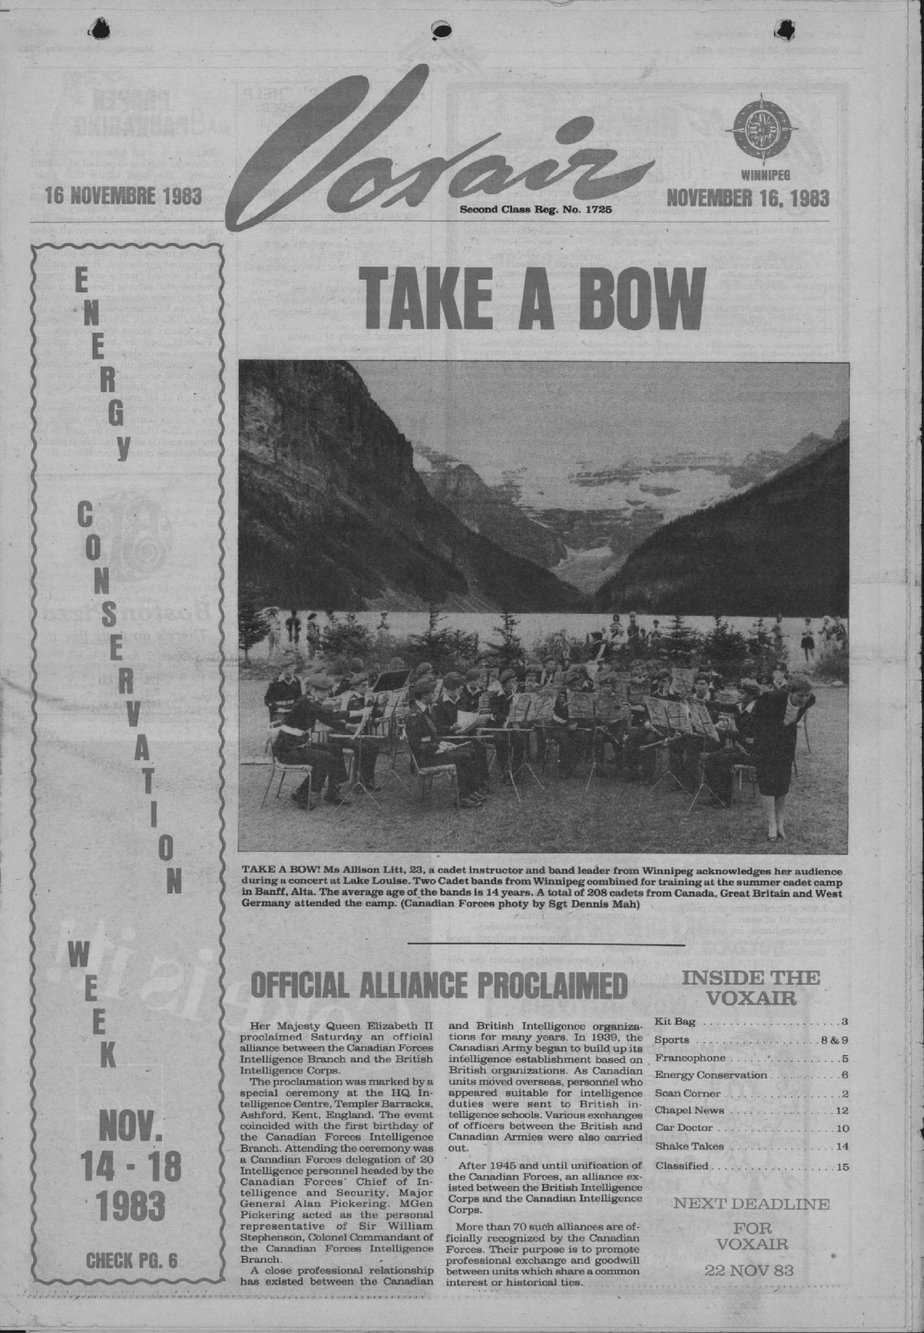 Voxair
16 NOVEMBRE 1983
Second Class Reg. No. 1725
WINNIPEG
NOVEMBER 16, 1983
ENERGY
CONSERVATION
WEEK
NOV.
14 - 18
1983
CHECK PG. 6
TAKE A BOW
TAKE A BOW! Ms Allison Litt, 23, a cadet instructor and band leader from Winnipeg acknowledges her audience
during a concert at Lake Louise. Two Cadet bands from Winnipeg combined for training at the summer cadet camp
in Banff, Alta. The average age of the bands is 14 years. A total of 208 cadets from Canada, Great Britain and West
Germany attended the camp. (Canadian Forces photy by Sgt Dennis Mah)
OFFICIAL ALLIANCE PROCLAIMED
Her Majesty Queen Elizabeth II
proclaimed Saturday an official
alliance between the Canadian Forces
Intelligence Branch and the British
Intelligence Corps.
The proclamation was marked by a
special ceremony at the HQ In-
telligence Centre, Templer Barracks,
Ashford, Kent, England. The event
coincided with the first birthday of
the Canadian Forces Intelligence
Branch. Attending the ceremony was
a Canadian Forces delegation of 20
Intelligence personnel headed by the
Canadian Forces' Chief of In-
telligence and Security, Major
General Alan Pickering. MGen
Pickering acted as the personal
representative of Sir William
Stephenson, Colonel Commandant of
the Canadian Forces Intelligence
Branch.
A close professional relationship
has existed between the Canadian
and British Intelligence organiza-
tions for many years. In 1939, the
Canadian Army began to build up its
intelligence establishment based on
British organizations. As Canadian
units moved overseas, personnel who
appeared suitable for intelligence
duties were sent to British in-
telligence schools. Various exchanges
of officers between the British and
Canadian Armies were also carried
out.
After 1945 and until unification of
the Canadian Forces, an alliance ex-
isted between the British Intelligence
Corps and the Canadian Intelligence
Corps.
More than 70 such alliances are of-
ficially recognized by the Canadian
Forces. Their purpose is to promote
professional exchange and goodwill
between units which share a common
interest or historical ties.
INSIDE THE
VOXAIR
Kit Bag ....................3
Sports ..................8 & 9
Francophone ................5
Energy Conservation ..........6
Scan Corner .................2
Chapel News ................12
Car Doctor ..................10
Shake Takes ................14
Classified ..................15
NEXT DEADLINE
FOR
VOXAIR
22 NOV 83